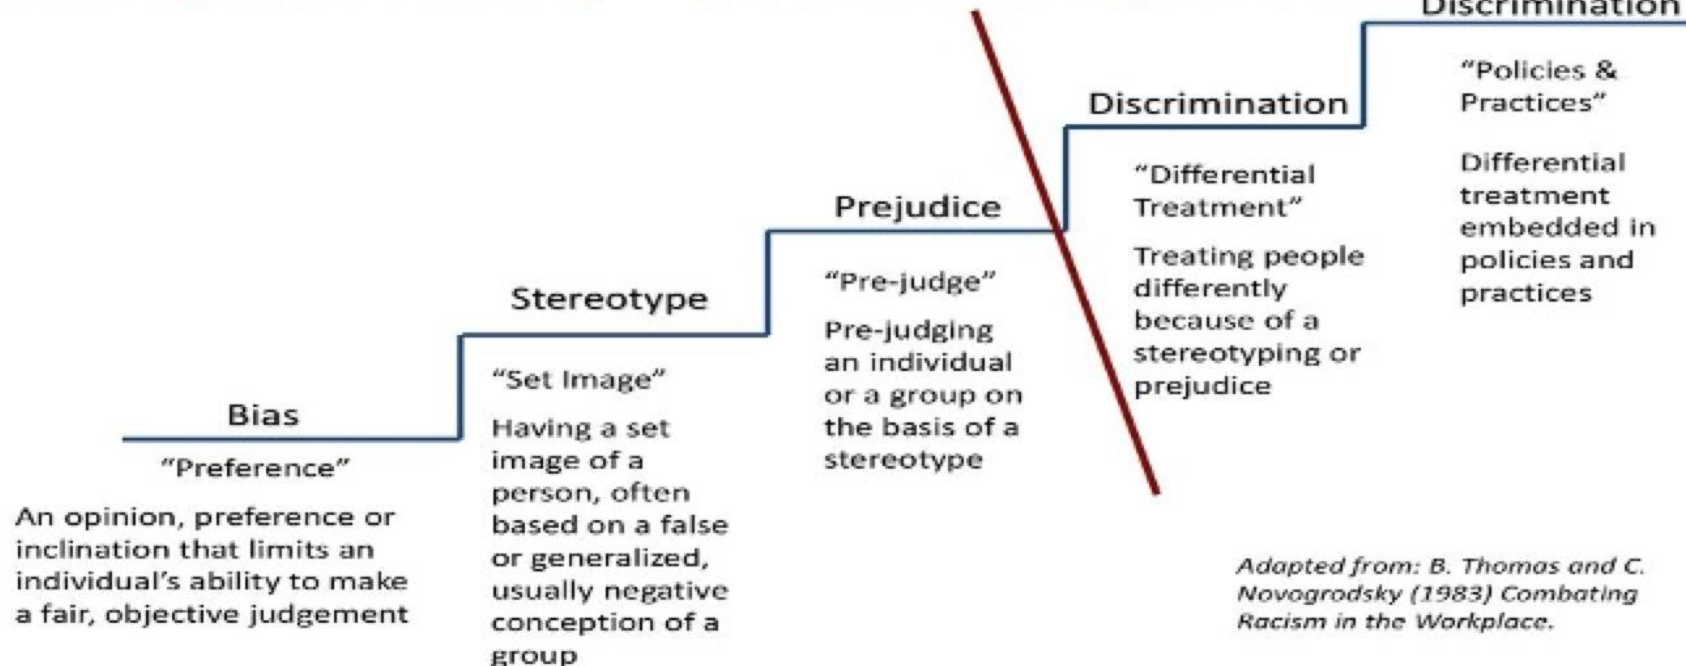 Discrimination
"Policies &
Practices"
Differential
treatment
embedded in
policies and
practices
Discrimination
"Differential
Treatment"
Treating people
differently
because of a
stereotyping or
prejudice
Prejudice
"Pre-judge"
Pre-judging
an individual
or a group on
the basis of a
stereotype
Stereotype
"Set Image"
Having a set
image of a
person, often
based on a false
or generalized,
usually negative
conception of a
group
Bias
"Preference"
An opinion, preference or
inclination that limits an
individual's ability to make
a fair, objective judgement
Adapted from: B. Thomas and C.
Novogrodsky (1983) Combating
Racism in the Workplace.